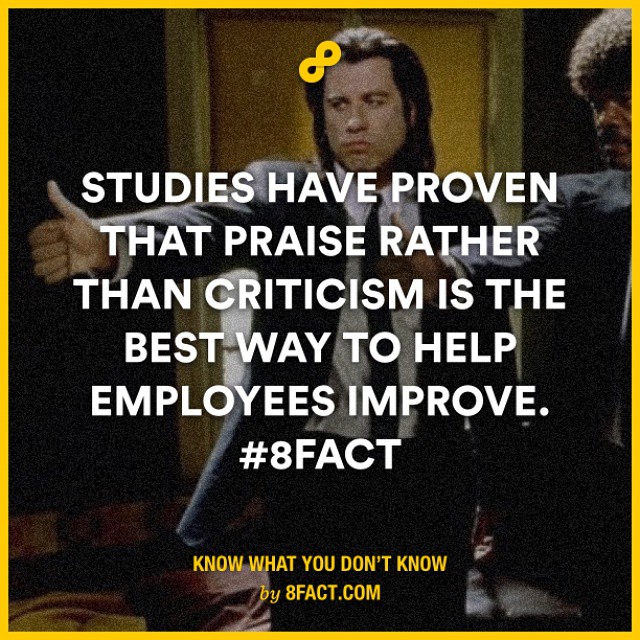 STUDIES HAVE PROVEN
THAT PRAISE RATHER
THAN CRITICISM IS THE
BEST WAY TO HELP
EMPLOYEES IMPROVE.
#8FACT
KNOW WHAT YOU DON'T KNOW
by 8FACT.COM